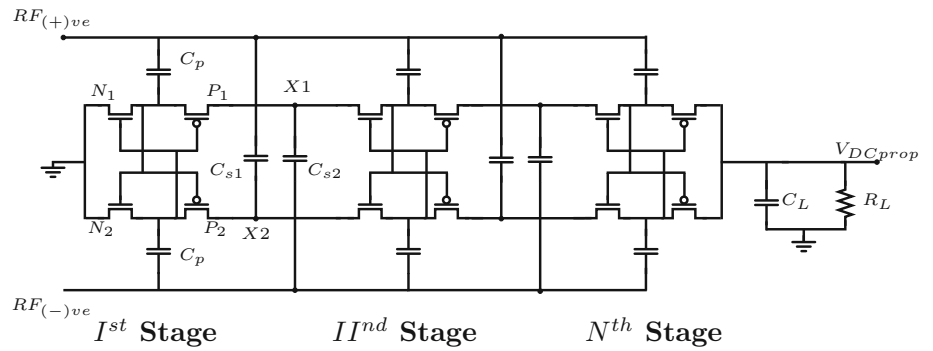 RF(+)ve
Cp
N1
P1
X1
VDCprop
Cs1
Cs2
CL
RL
N2
P2
X2
Cp
RF(−)ve
Ist Stage
IInd Stage
Nth Stage